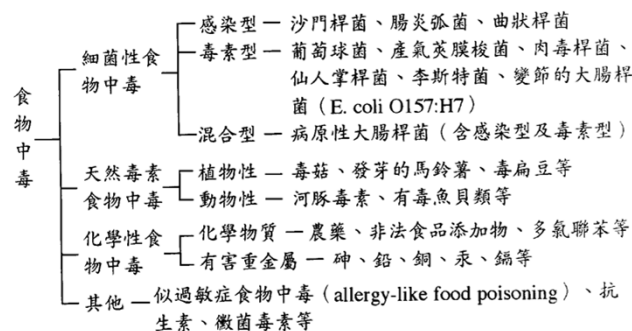 食物中毒
細菌性食物中毒
感染型 — 沙門桿菌、腸炎弧菌、曲狀桿菌
毒素型 — 葡萄球菌、產氣莢膜梭菌、肉毒桿菌、
仙人掌桿菌、李斯特菌、變節的大腸桿
菌（E. coli O157:H7）
混合型 — 病原性大腸桿菌（含感染型及毒素型）
天然毒素食物中毒
植物性 — 毒菇、發芽的馬鈴薯、毒扁豆等
動物性 — 河豚毒素、有毒魚貝類等
化學性食物中毒
化學物質 — 農藥、非法食品添加物、多氯聯苯等
有害重金屬 — 砷、鉛、銅、汞、鎘等
其他 — 似過敏症食物中毒（allergy-like food poisoning）、抗
生素、黴菌毒素等